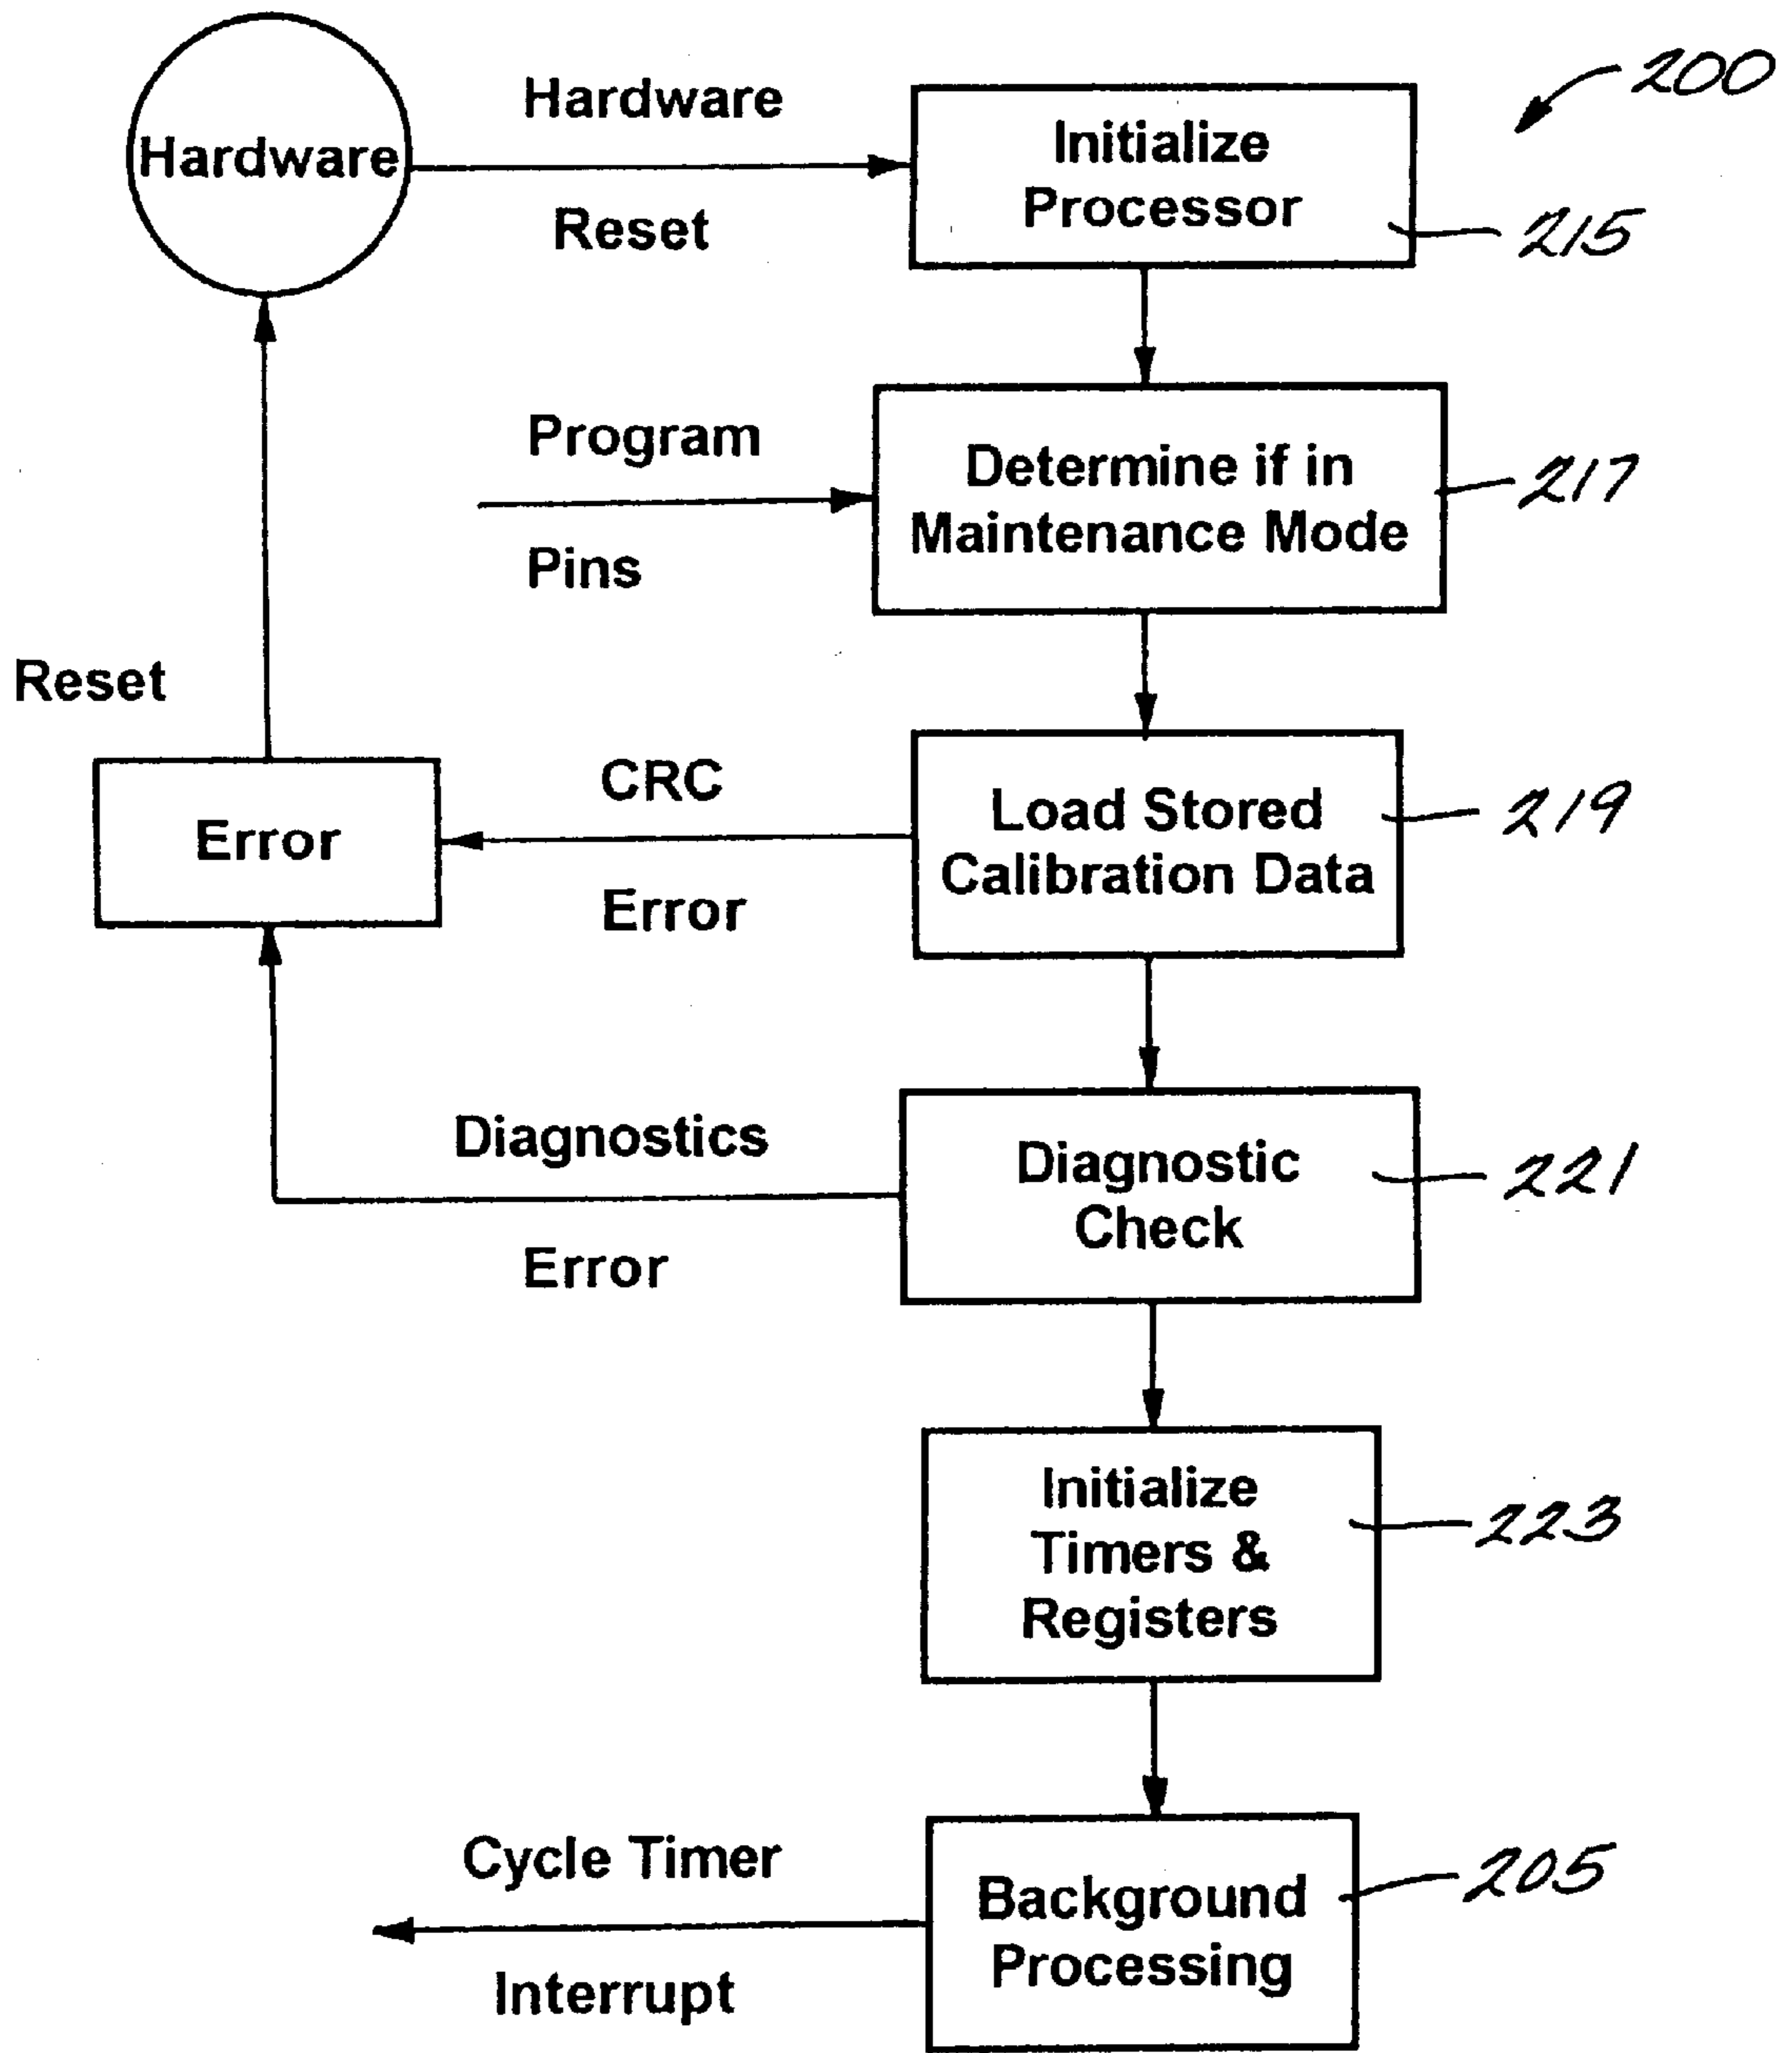 Hardware
Hardware
Reset
Initialize
Processor
200
215
Program
Pins
Determine if in
Maintenance Mode
217
Reset
Error
CRC
Error
Load Stored
Calibration Data
219
Diagnostics
Error
Diagnostic
Check
221
Initialize
Timers &
Registers
223
Cycle Timer
Interrupt
Background
Processing
205